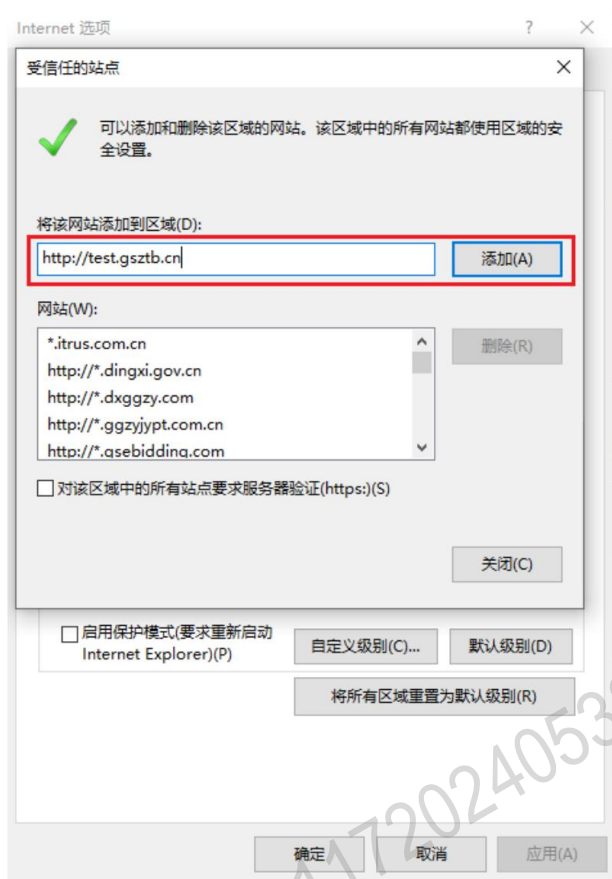 Internet 选项
受信任的站点
可以添加和删除该区域的网站。该区域中的所有网站都使用区域的安
全设置。
将该网站添加到区域(D):
http://test.gsztb.cn
添加(A)
网站(W):
*.itrus.com.cn
删除(R)
http://*.dingxi.gov.cn
http://*.dxggzy.com
http://*.ggzyjypt.com.cn
http://*.gsebidding.com
对该区域中的所有站点要求服务器验证(https:)(S)
关闭(C)
启用保护模式(要求重新启动
Internet Explorer)(P)
自定义级别(C)...
默认级别(D)
将所有区域重置为默认级别(R)
确定
取消
应用(A)